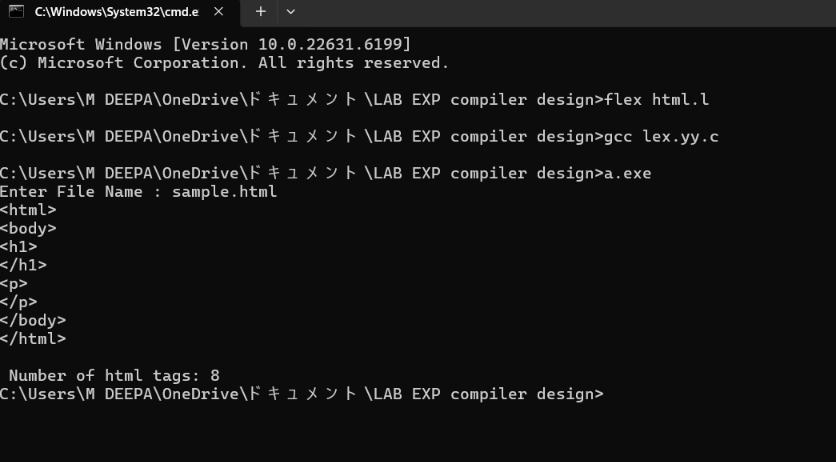 C:\Windows\System32\cmd.e
Microsoft Windows [Version 10.0.22631.6199]
(c) Microsoft Corporation. All rights reserved.
C:\Users\M DEEPA\OneDrive\ドキュメント\LAB EXP compiler design>flex html.l
C:\Users\M DEEPA\OneDrive\ドキュメント\LAB EXP compiler design>gcc lex.yy.c
C:\Users\M DEEPA\OneDrive\ドキュメント\LAB EXP compiler design>a.exe
Enter File Name : sample.html
<html>
<body>
<h1>
</h1>
<p>
</p>
</body>
</html>
Number of html tags: 8
C:\Users\M DEEPA\OneDrive\ドキュメント\LAB EXP compiler design>